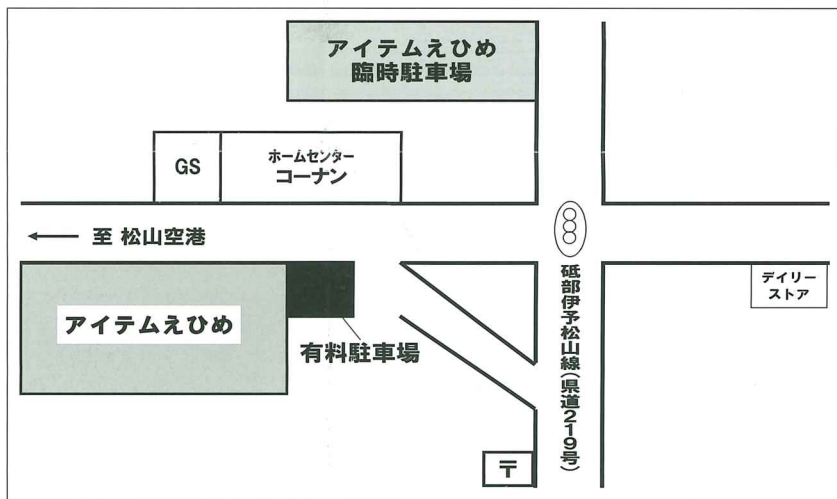 アイテムえひめ
臨時駐車場
GS
ホームセンター
コーナン
← 至 松山空港
アイテムえひめ
有料駐車場
砥部伊予松山線(県道219号)
デイリー
ストア
〒